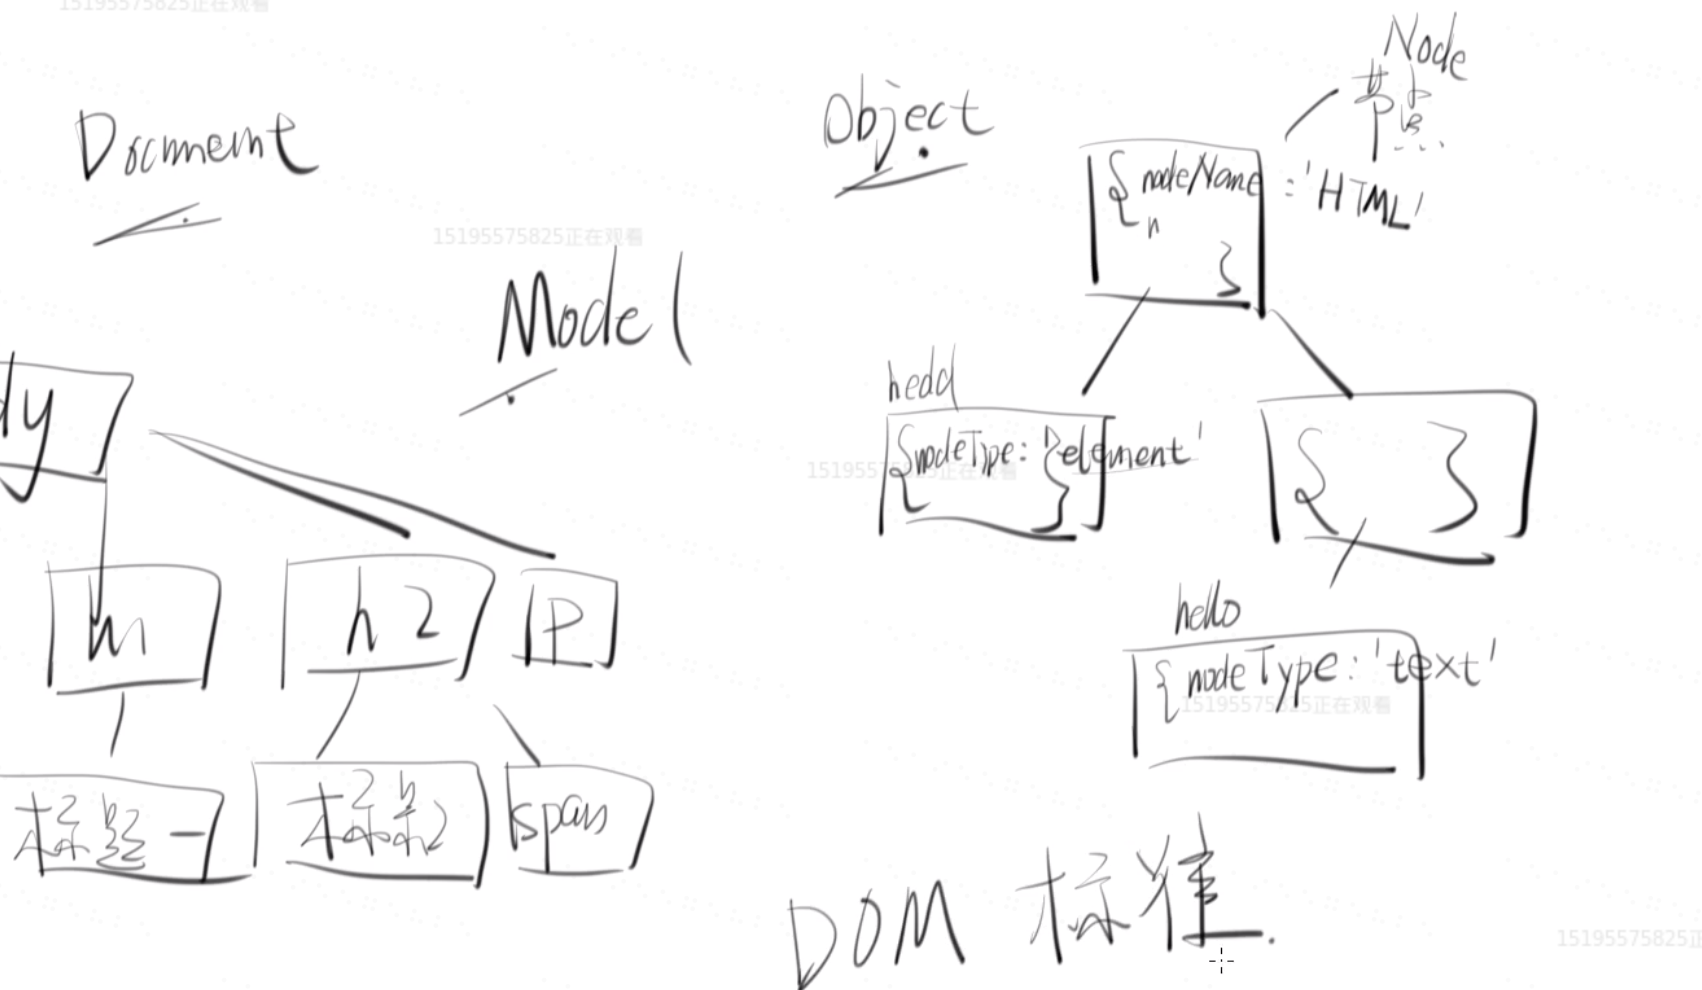 15195575825正在观看
Node
节点
Object
Document
{ nodeName :'HTML'
n
}
15195575825正在观看
Model
head
dy
{nodeType: 'element'
}
15195575825正在观看
{ }
h1
h2
p
hello
{ nodeType: 'text'
15195575825正在观看
标题一
span
DOM 标准.
15195575825正